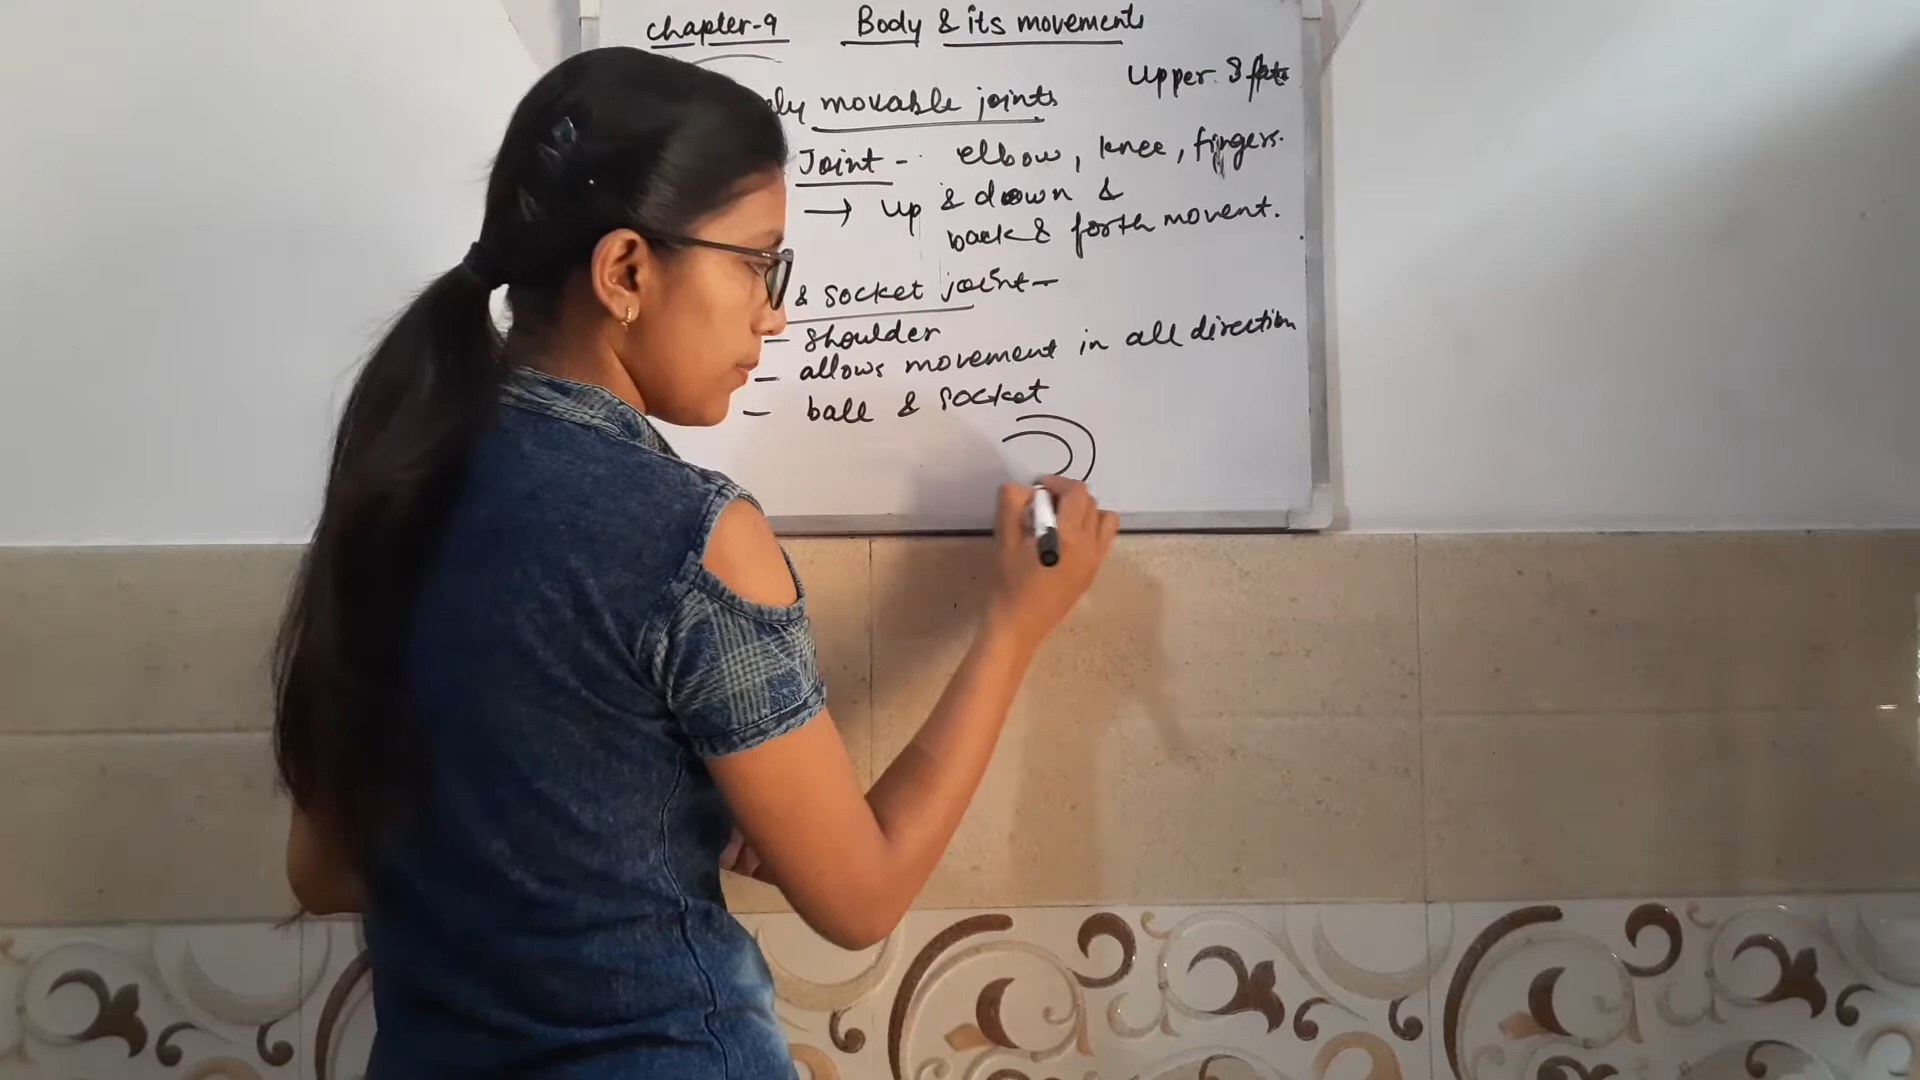 chapter-9 Body & its movements
Upper
movable joints
Joint - elbow, knee, fingers.
→ up & down &
back & forth movent.
& socket joint -
- shoulder
- allows movement in all direction
- ball & socket